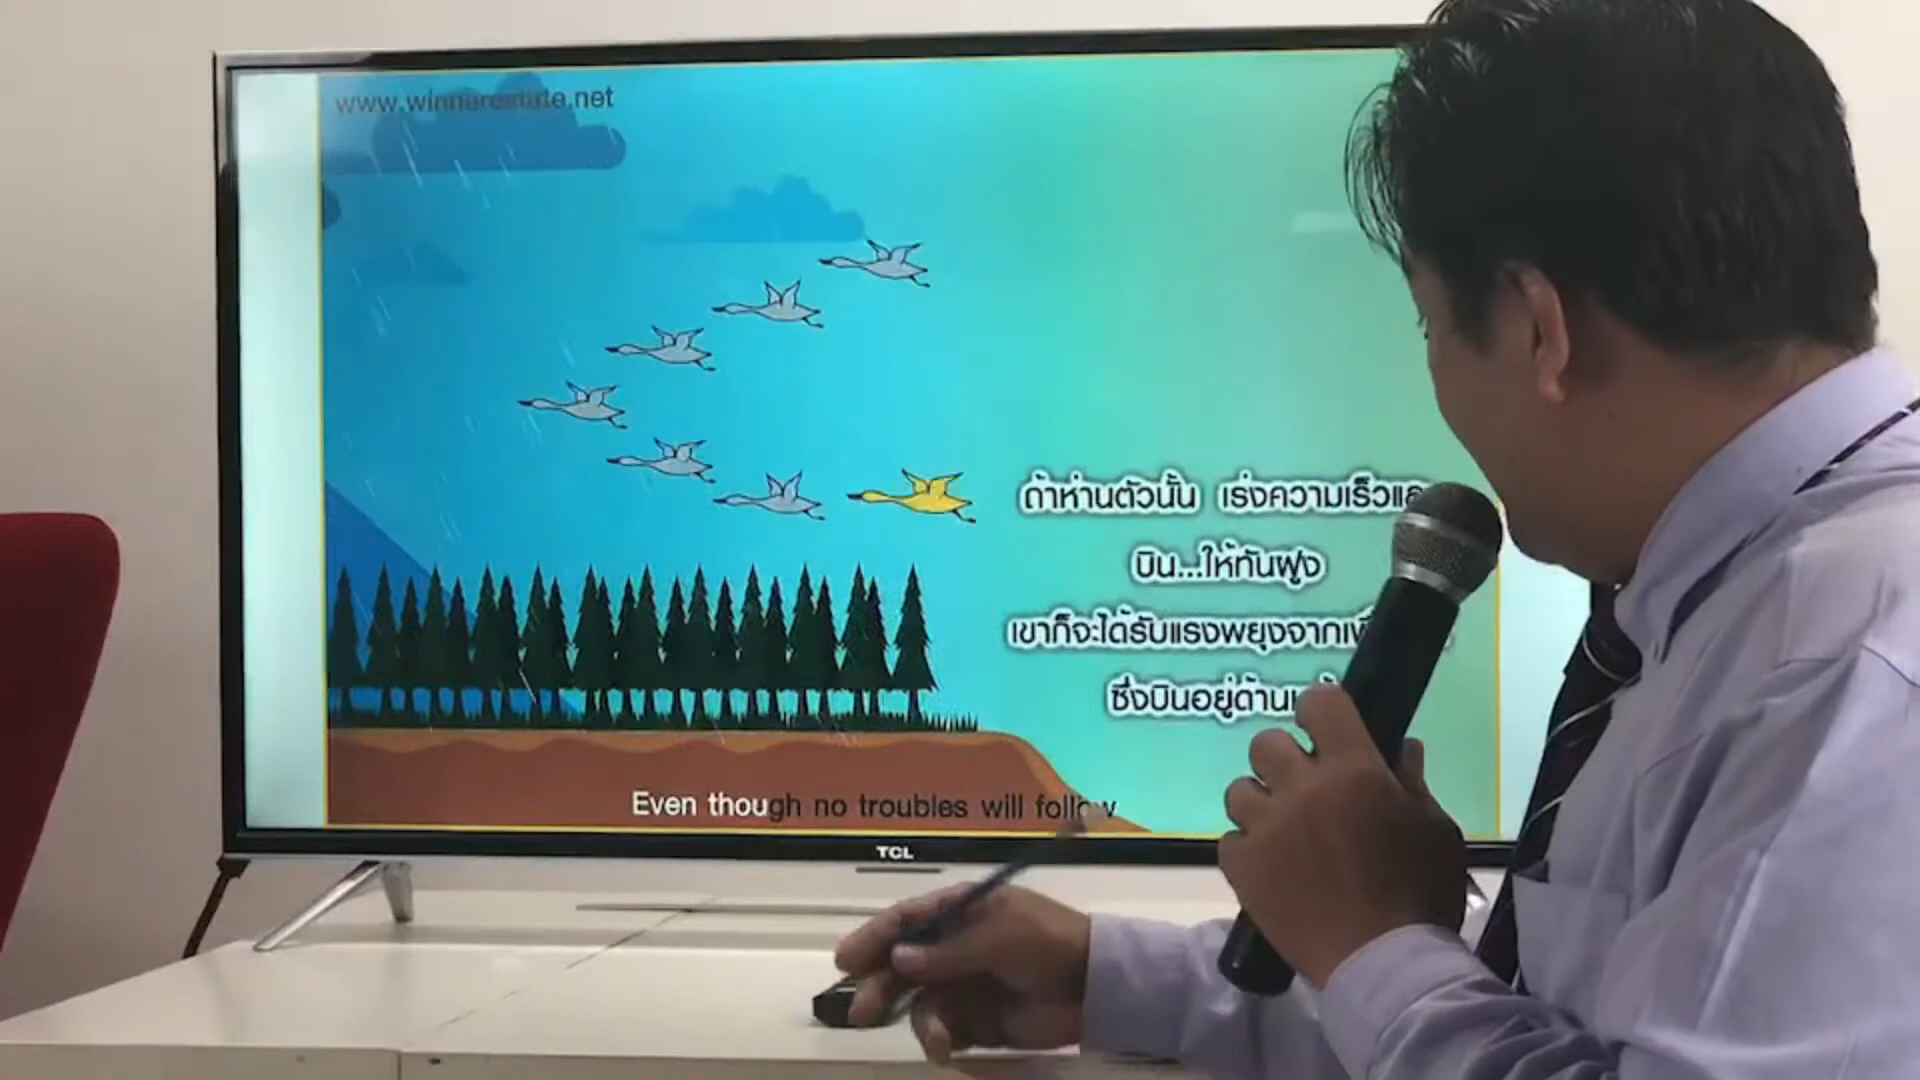 www.winnerestate.net
ถ้าห่านตัวนั้น เร่งความเร็วและ
บิน...ให้ทันฝูง
เขาก็จะได้รับแรงพยุงจาก
ซึ่งบินอยู่ด้าน
Even though no troubles will follow
TCL